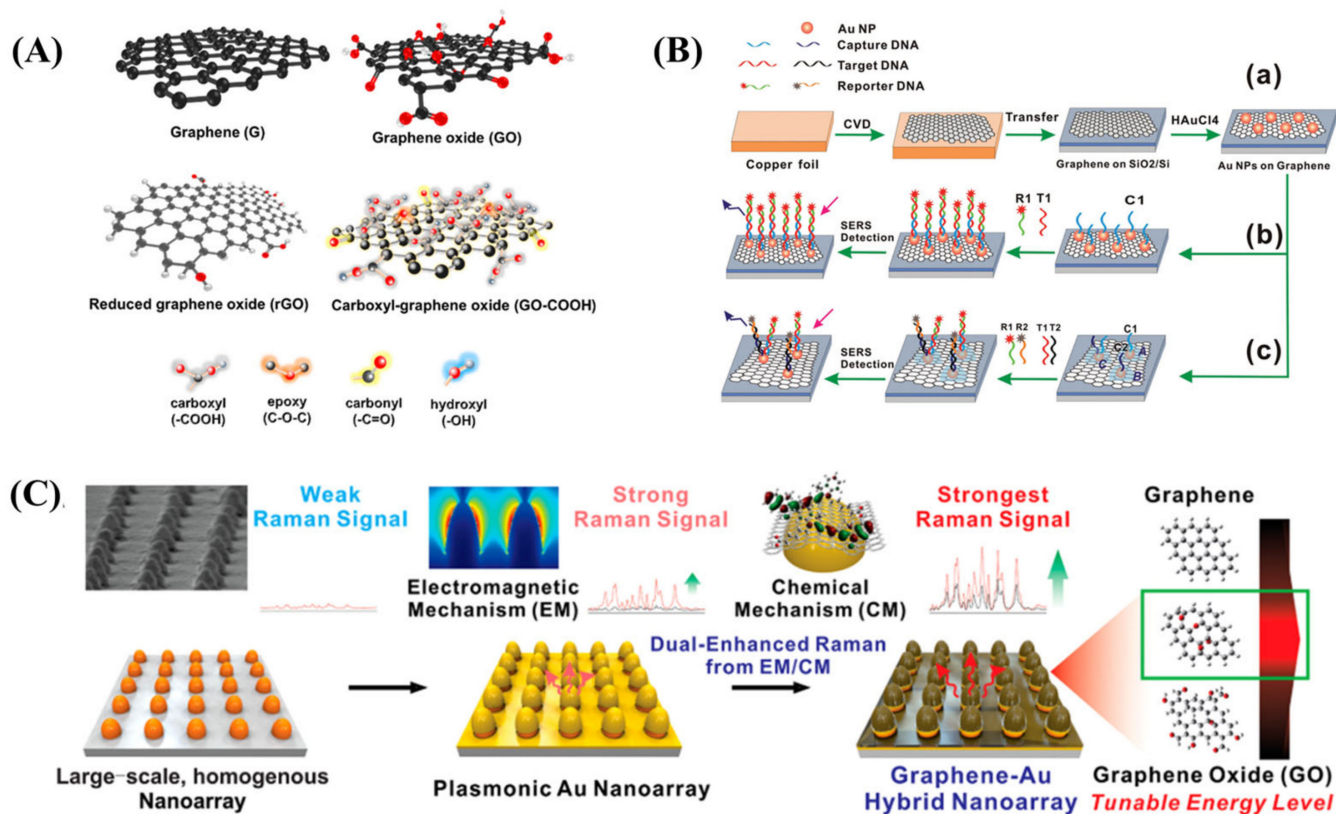 (A)
Graphene (G)
Graphene oxide (GO)
Reduced graphene oxide (rGO)
Carboxyl-graphene oxide (GO-COOH)
carboxyl
(-COOH)
epoxy
(C-O-C)
carbonyl
(-C=O)
hydroxyl
(-OH)
(B)
Au NP
Capture DNA
Target DNA
Reporter DNA
(a)
CVD
Transfer
HAuCl4
Copper foil
Graphene on SiO2/Si
Au NPs on Graphene
SERS
Detection
R1 T1
C1
(b)
SERS
Detection
R1 R2 T1 T2
C1
C2
A
C
B
(c)
(C)
Weak
Raman Signal
Electromagnetic
Mechanism (EM)
Strong
Raman Signal
Chemical
Mechanism (CM)
Strongest
Raman Signal
Graphene
Dual-Enhanced Raman
from EM/CM
Large-scale, homogenous
Nanoarray
Plasmonic Au Nanoarray
Graphene-Au
Hybrid Nanoarray
Graphene Oxide (GO)
Tunable Energy Level